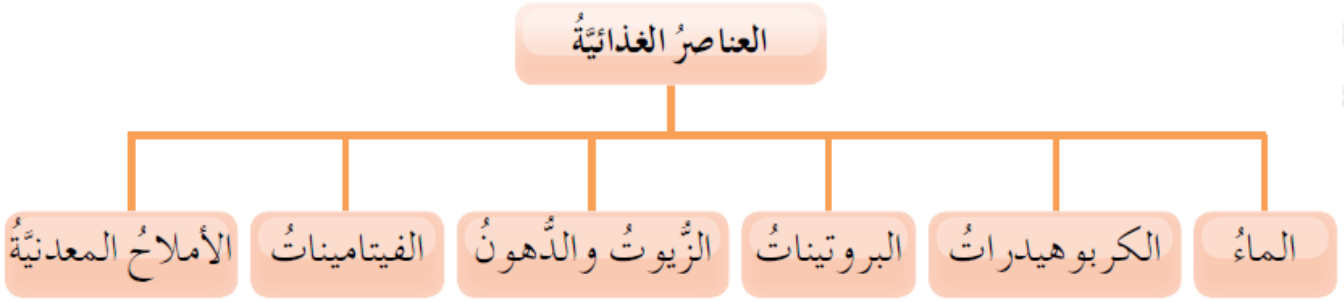 العناصرُ الغذائيَّةُ
الماءُ
الكربوهيدراتُ
البروتيناتُ
الزُّيوتُ والدُّهونُ
الفيتاميناتُ
الأملاحُ المعدنيَّةُ